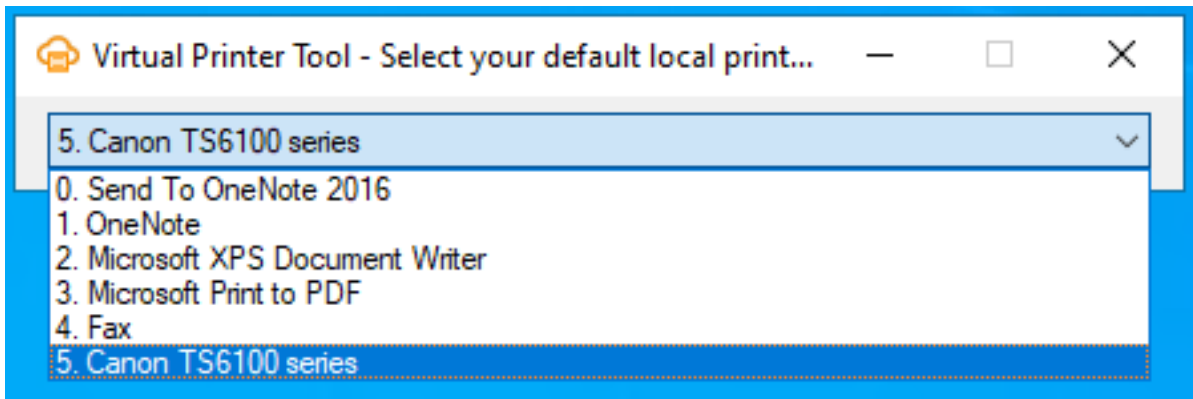 Virtual Printer Tool - Select your default local print...
5. Canon TS6100 series
0. Send To OneNote 2016
1. OneNote
2. Microsoft XPS Document Writer
3. Microsoft Print to PDF
4. Fax
5. Canon TS6100 series